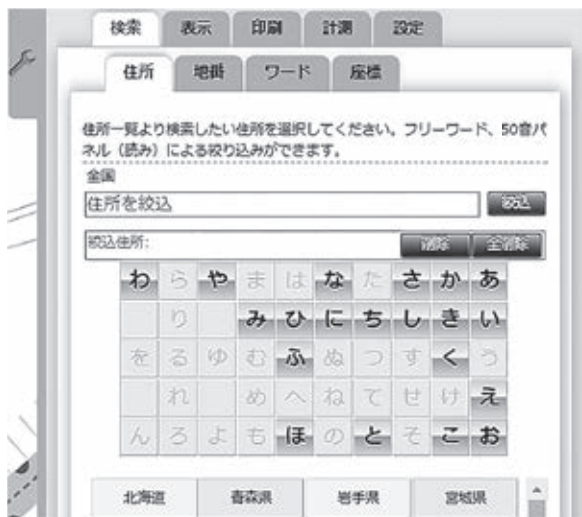 検索 表示 印刷 計測 設定
住所 地番 ワード 座標
住所一覧より検索したい住所を選択してください。フリーワード、50音パ
ネル（読み）による絞り込みができます。
全国
住所を絞込 絞込
絞込住所: 削除 全削除
わ ら や ま は な た さ か あ
り み ひ に ち し き い
を る ゆ む ふ ぬ つ す く う
れ め へ ね て せ け え
ん ろ よ も ほ の と そ こ お
北海道 青森県 岩手県 宮城県